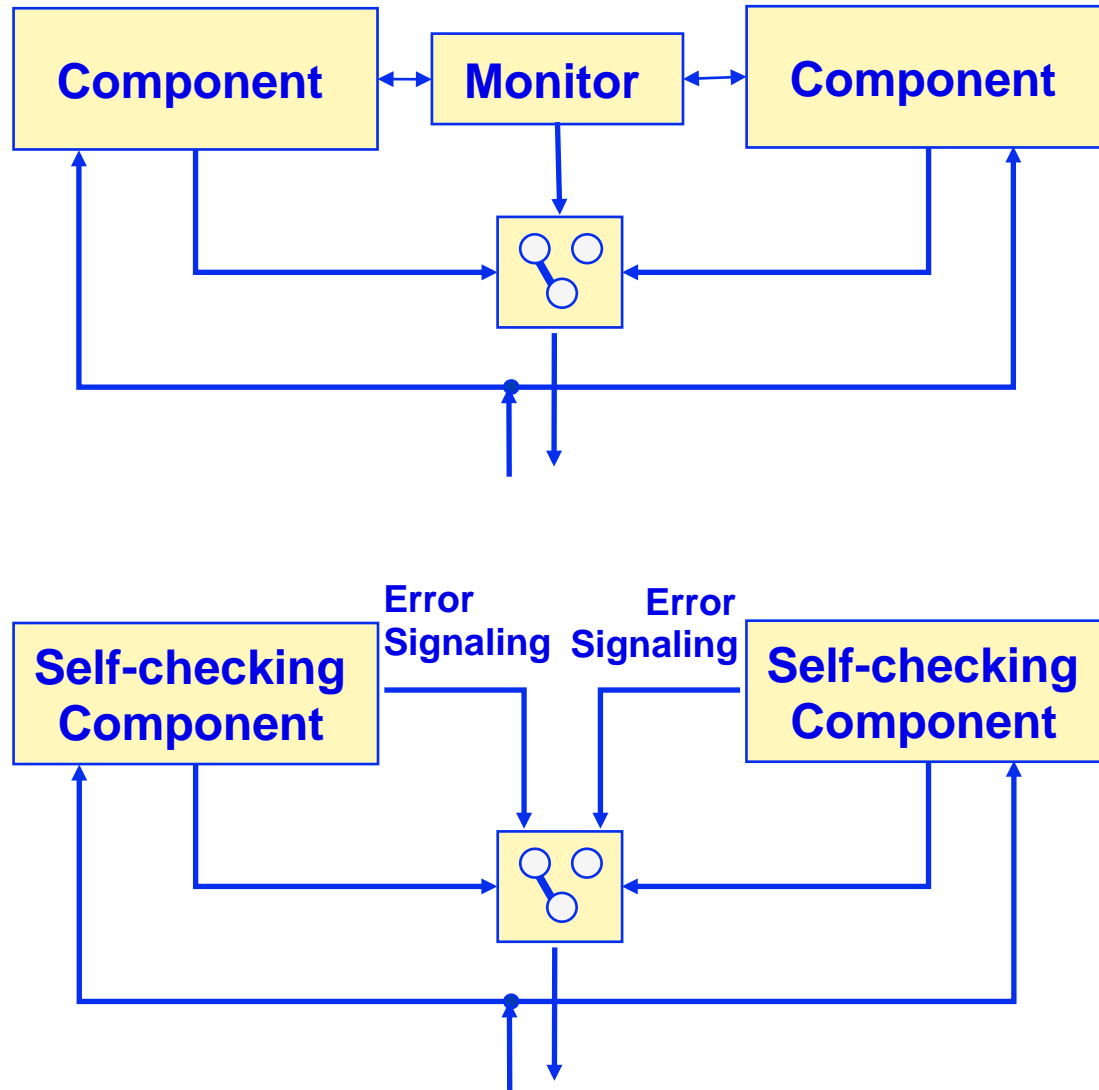 Component
Monitor
Component
Error
Signaling
Error
Signaling
Self-checking
Component
Self-checking
Component